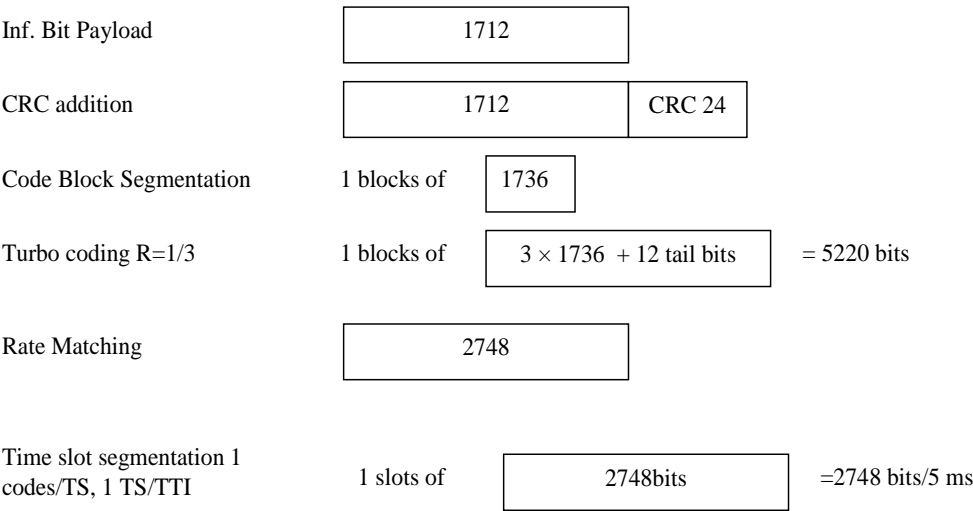 Inf. Bit Payload 1712
CRC addition 1712 CRC 24
Code Block Segmentation 1 blocks of 1736
Turbo coding R=1/3 1 blocks of 3 × 1736 + 12 tail bits = 5220 bits
Rate Matching 2748
Time slot segmentation 1
codes/TS, 1 TS/TTI 1 slots of 2748bits =2748 bits/5 ms